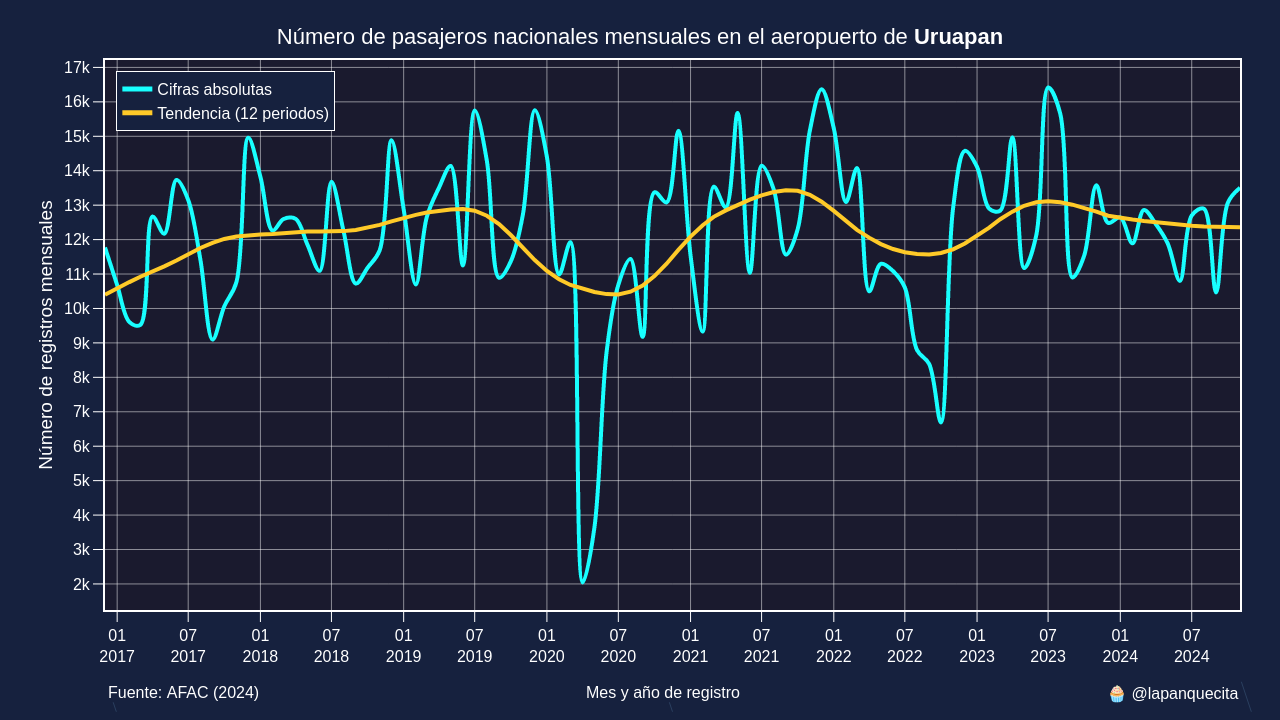 Número de pasajeros nacionales mensuales en el aeropuerto de Uruapan
Cifras absolutas
Tendencia (12 periodos)
Número de registros mensuales
17k
16k
15k
14k
13k
12k
11k
10k
9k
8k
7k
6k
5k
4k
3k
2k
01 07 01 07 01 07 01 07 01 07 01 07 01 07 01 07
2017 2017 2018 2018 2019 2019 2020 2020 2021 2021 2022 2022 2023 2023 2024 2024
Fuente: AFAC (2024) Mes y año de registro 🧁 @lapanquecita